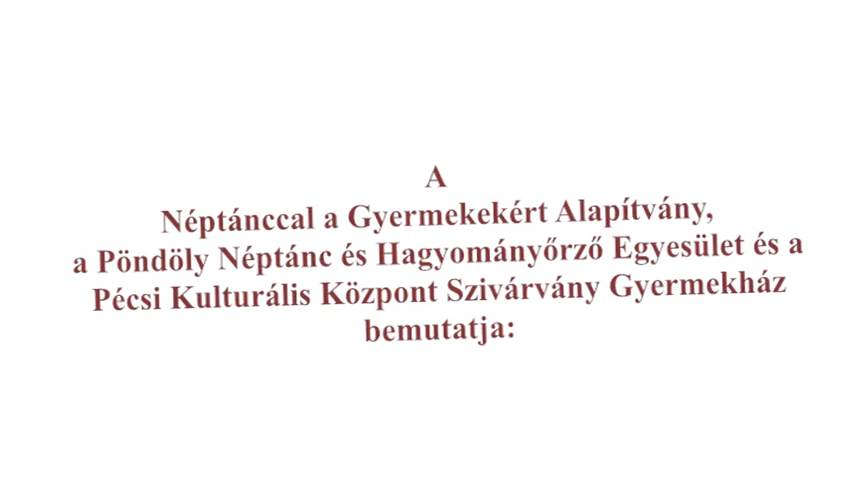 A
Néptánccal a Gyermekekért Alapítvány,
a Pöndöly Néptánc és Hagyományőrző Egyesület és a
Pécsi Kulturális Központ Szivárvány Gyermekház
bemutatja: